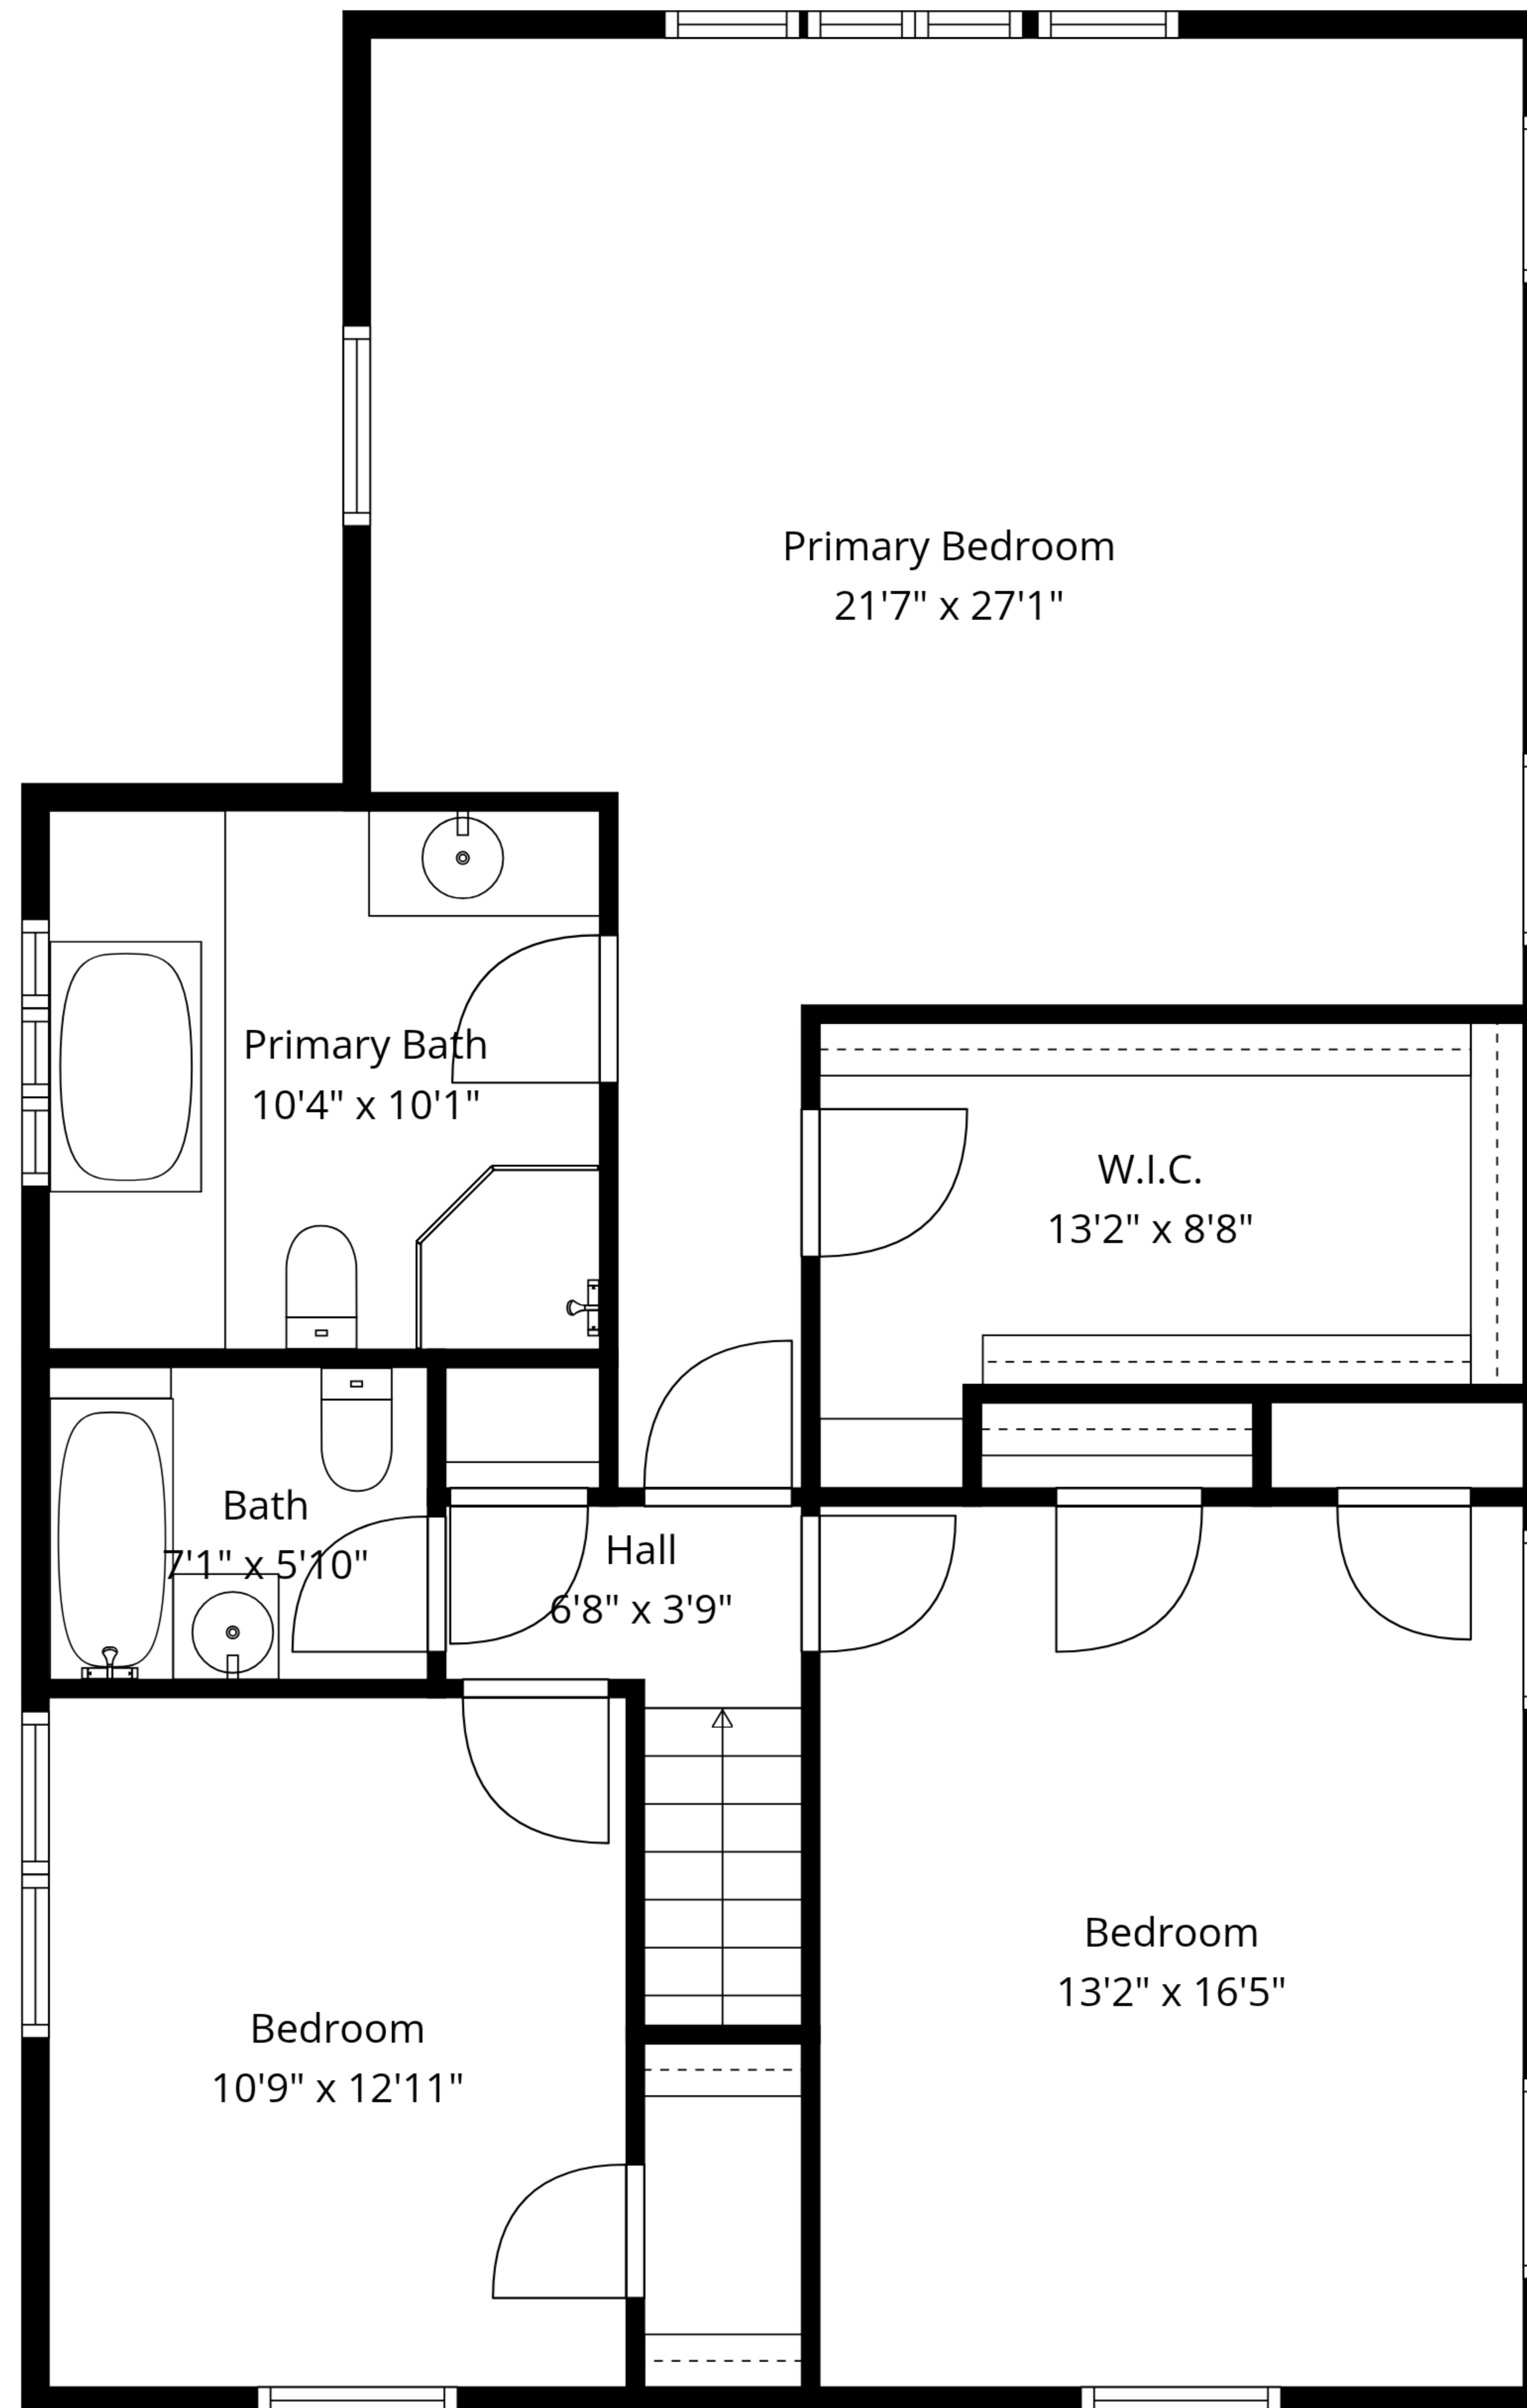 Primary Bedroom
21'7" x 27'1"
Primary Bath
10'4" x 10'1"
W.I.C.
13'2" x 8'8"
Bath
7'1" x 5'10"
Hall
6'8" x 3'9"
Bedroom
13'2" x 16'5"
Bedroom
10'9" x 12'11"